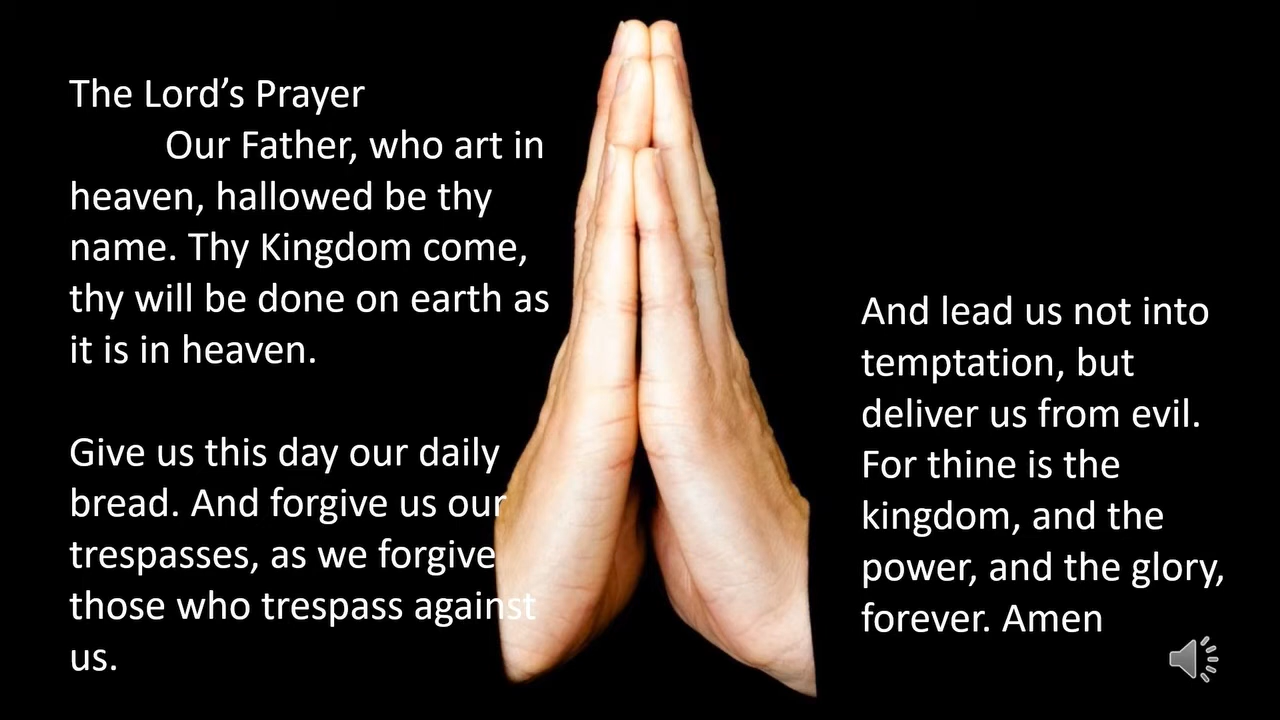 The Lord’s Prayer
Our Father, who art in
heaven, hallowed be thy
name. Thy Kingdom come,
thy will be done on earth as
it is in heaven.
Give us this day our daily
bread. And forgive us our
trespasses, as we forgive
those who trespass against
us.
And lead us not into
temptation, but
deliver us from evil.
For thine is the
kingdom, and the
power, and the glory,
forever. Amen